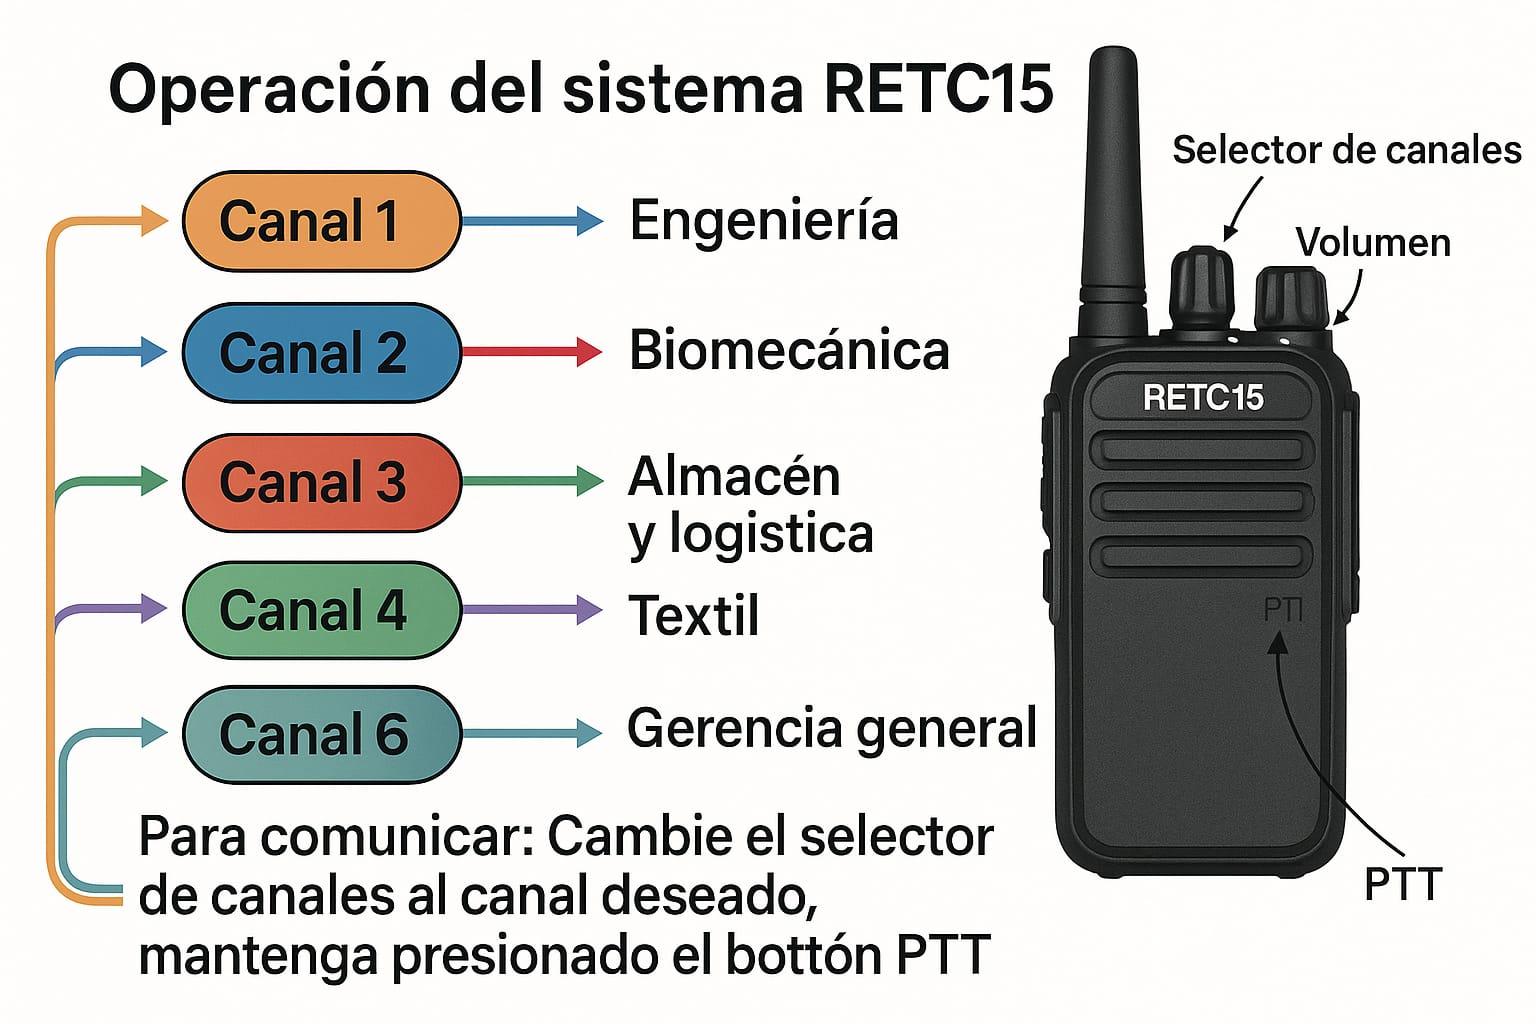 Operación del sistema RETC15
Selector de canales
Volumen
Canal 1
Engeniería
Canal 2
Biomecánica
RETC15
Canal 3
Almacén
y logistica
Canal 4
Textil
PTI
Canal 6
Gerencia general
Para comunicar: Cambie el selector
de canales al canal deseado,
mantenga presionado el bottón PTT
PTT